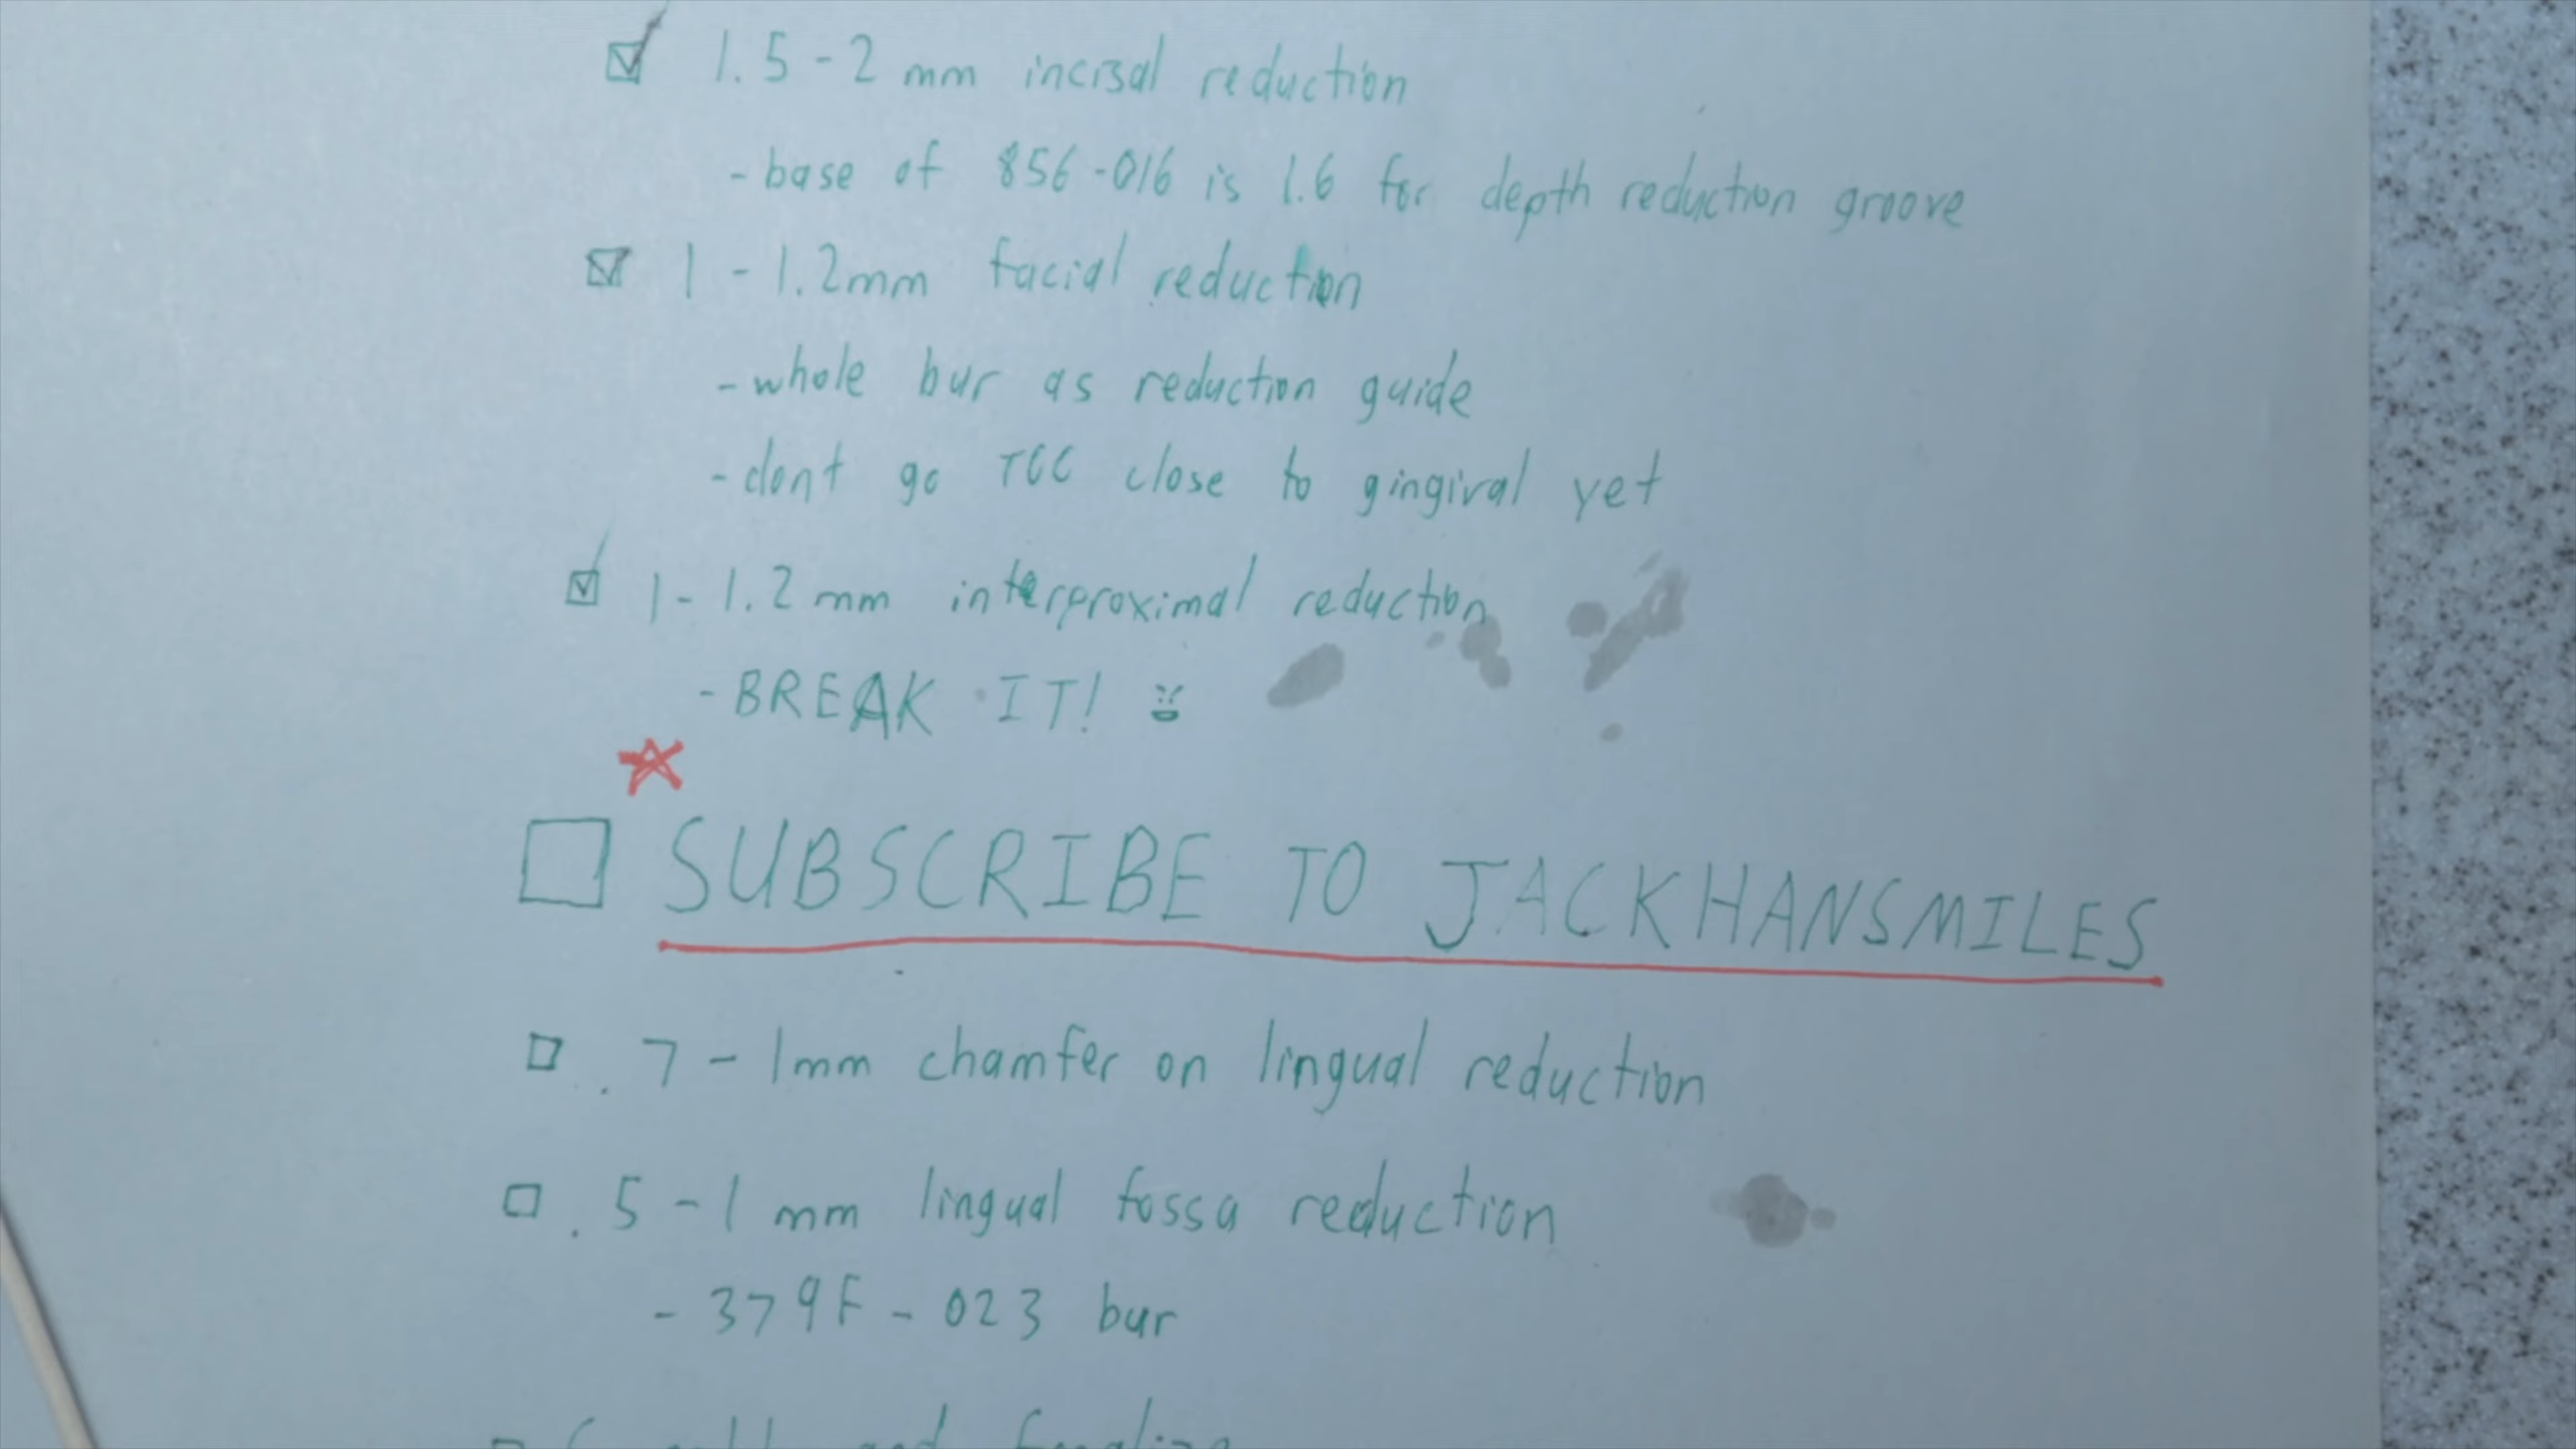 1.5 - 2 mm incisal reduction
- base of 856-016 is 1.6 for depth reduction groove
1 - 1.2mm facial reduction
- whole bur as reduction guide
- dont go TOO close to gingival yet
1 - 1.2 mm interproximal reduction
- BREAK IT!
SUBSCRIBE TO JACKHANSMILES
.7 - 1mm chamfer on lingual reduction
.5 - 1 mm lingual fossa reduction
- 379F - 023 bur
and